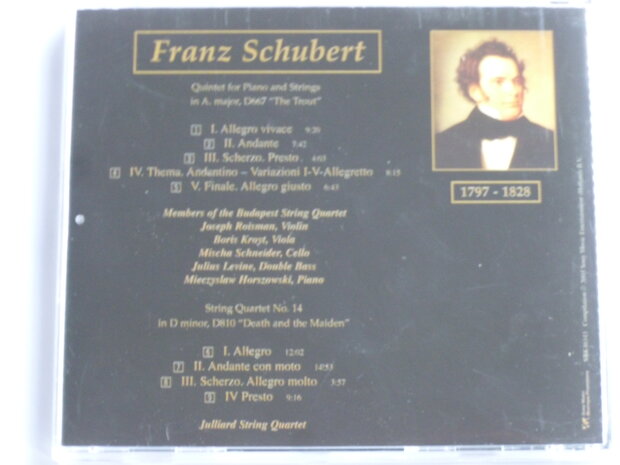 Franz Schubert
Quintet for Piano and Strings
in A. major, D667 "The Trout"
1 I. Allegro vivace 9:20
2 II. Andante 7:42
3 III. Scherzo. Presto. 4:03
4 IV. Thema. Andantino – Variazioni I-V-Allegretto 8:15
5 V. Finale. Allegro giusto 6:43
Members of the Budapest String Quartet
Joseph Roisman, Violin
Boris Kroyt, Viola
Mischa Schneider, Cello
Julius Levine, Double Bass
Mieczyslaw Horszowski, Piano
String Quartet No. 14
in D minor, D810 "Death and the Maiden"
6 I. Allegro 12:02
7 II. Andante con moto 14:53
8 III. Scherzo. Allegro molto 3:57
9 IV Presto 9:16
Julliard String Quartet
1797 - 1828
Compilation Sony Music Entertainment (Holland) B.V.